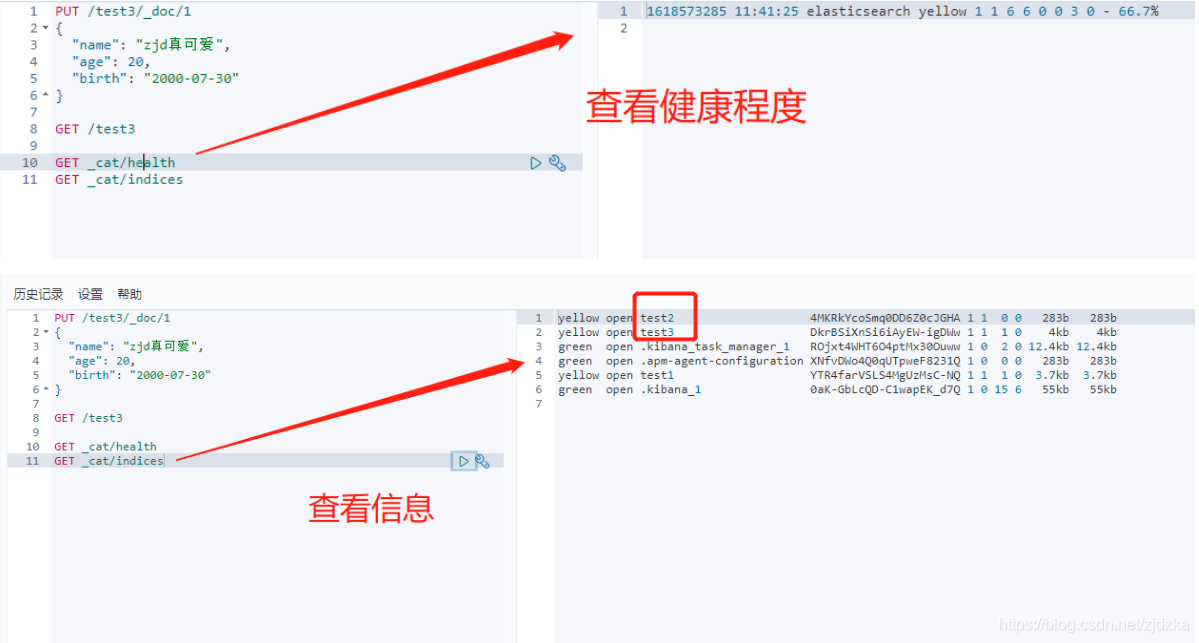 1 PUT /test3/_doc/1
2 {
3 "name": "zjd真可爱",
4 "age": 20,
5 "birth": "2000-07-30"
6 }
7
8 GET /test3
9
10 GET _cat/health
11 GET _cat/indices
1 1618573285 11:41:25 elasticsearch yellow 1 1 6 6 0 0 3 0 - 66.7%
2
查看健康程度
历史记录 设置 帮助
1 PUT /test3/_doc/1
2 {
3 "name": "zjd真可爱",
4 "age": 20,
5 "birth": "2000-07-30"
6 }
7
8 GET /test3
9
10 GET _cat/health
11 GET _cat/indices
1 yellow open test2 4MKRkYcoSmq0DD6Z0cJGHA 1 1 0 0 283b 283b
2 yellow open test3 DkrBSiXnSi6iAyEW-igDWw 1 1 1 0 4kb 4kb
3 green open .kibana_task_manager_1 ROjxt4WHT6O4ptMx30Ouww 1 0 2 0 12.4kb 12.4kb
4 green open .apm-agent-configuration XNfvDWo4Q0qUTpweF8231Q 1 0 0 0 283b 283b
5 yellow open test1 YTR4farVSLS4MgUzMsC-NQ 1 1 1 0 3.7kb 3.7kb
6 green open .kibana_1 0aK-GbLcQD-C1wapEK_d7Q 1 0 15 6 55kb 55kb
7
查看信息
https://blog.csdn.net/zjdzka